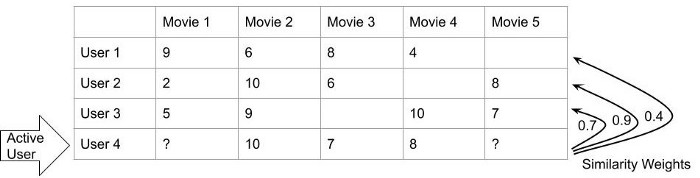 Movie 1 Movie 2 Movie 3 Movie 4 Movie 5
User 1 9 6 8 4
User 2 2 10 6 8
User 3 5 9 10 7
User 4 ? 10 7 8 ?
Active
User
0.7 0.9 0.4
Similarity Weights